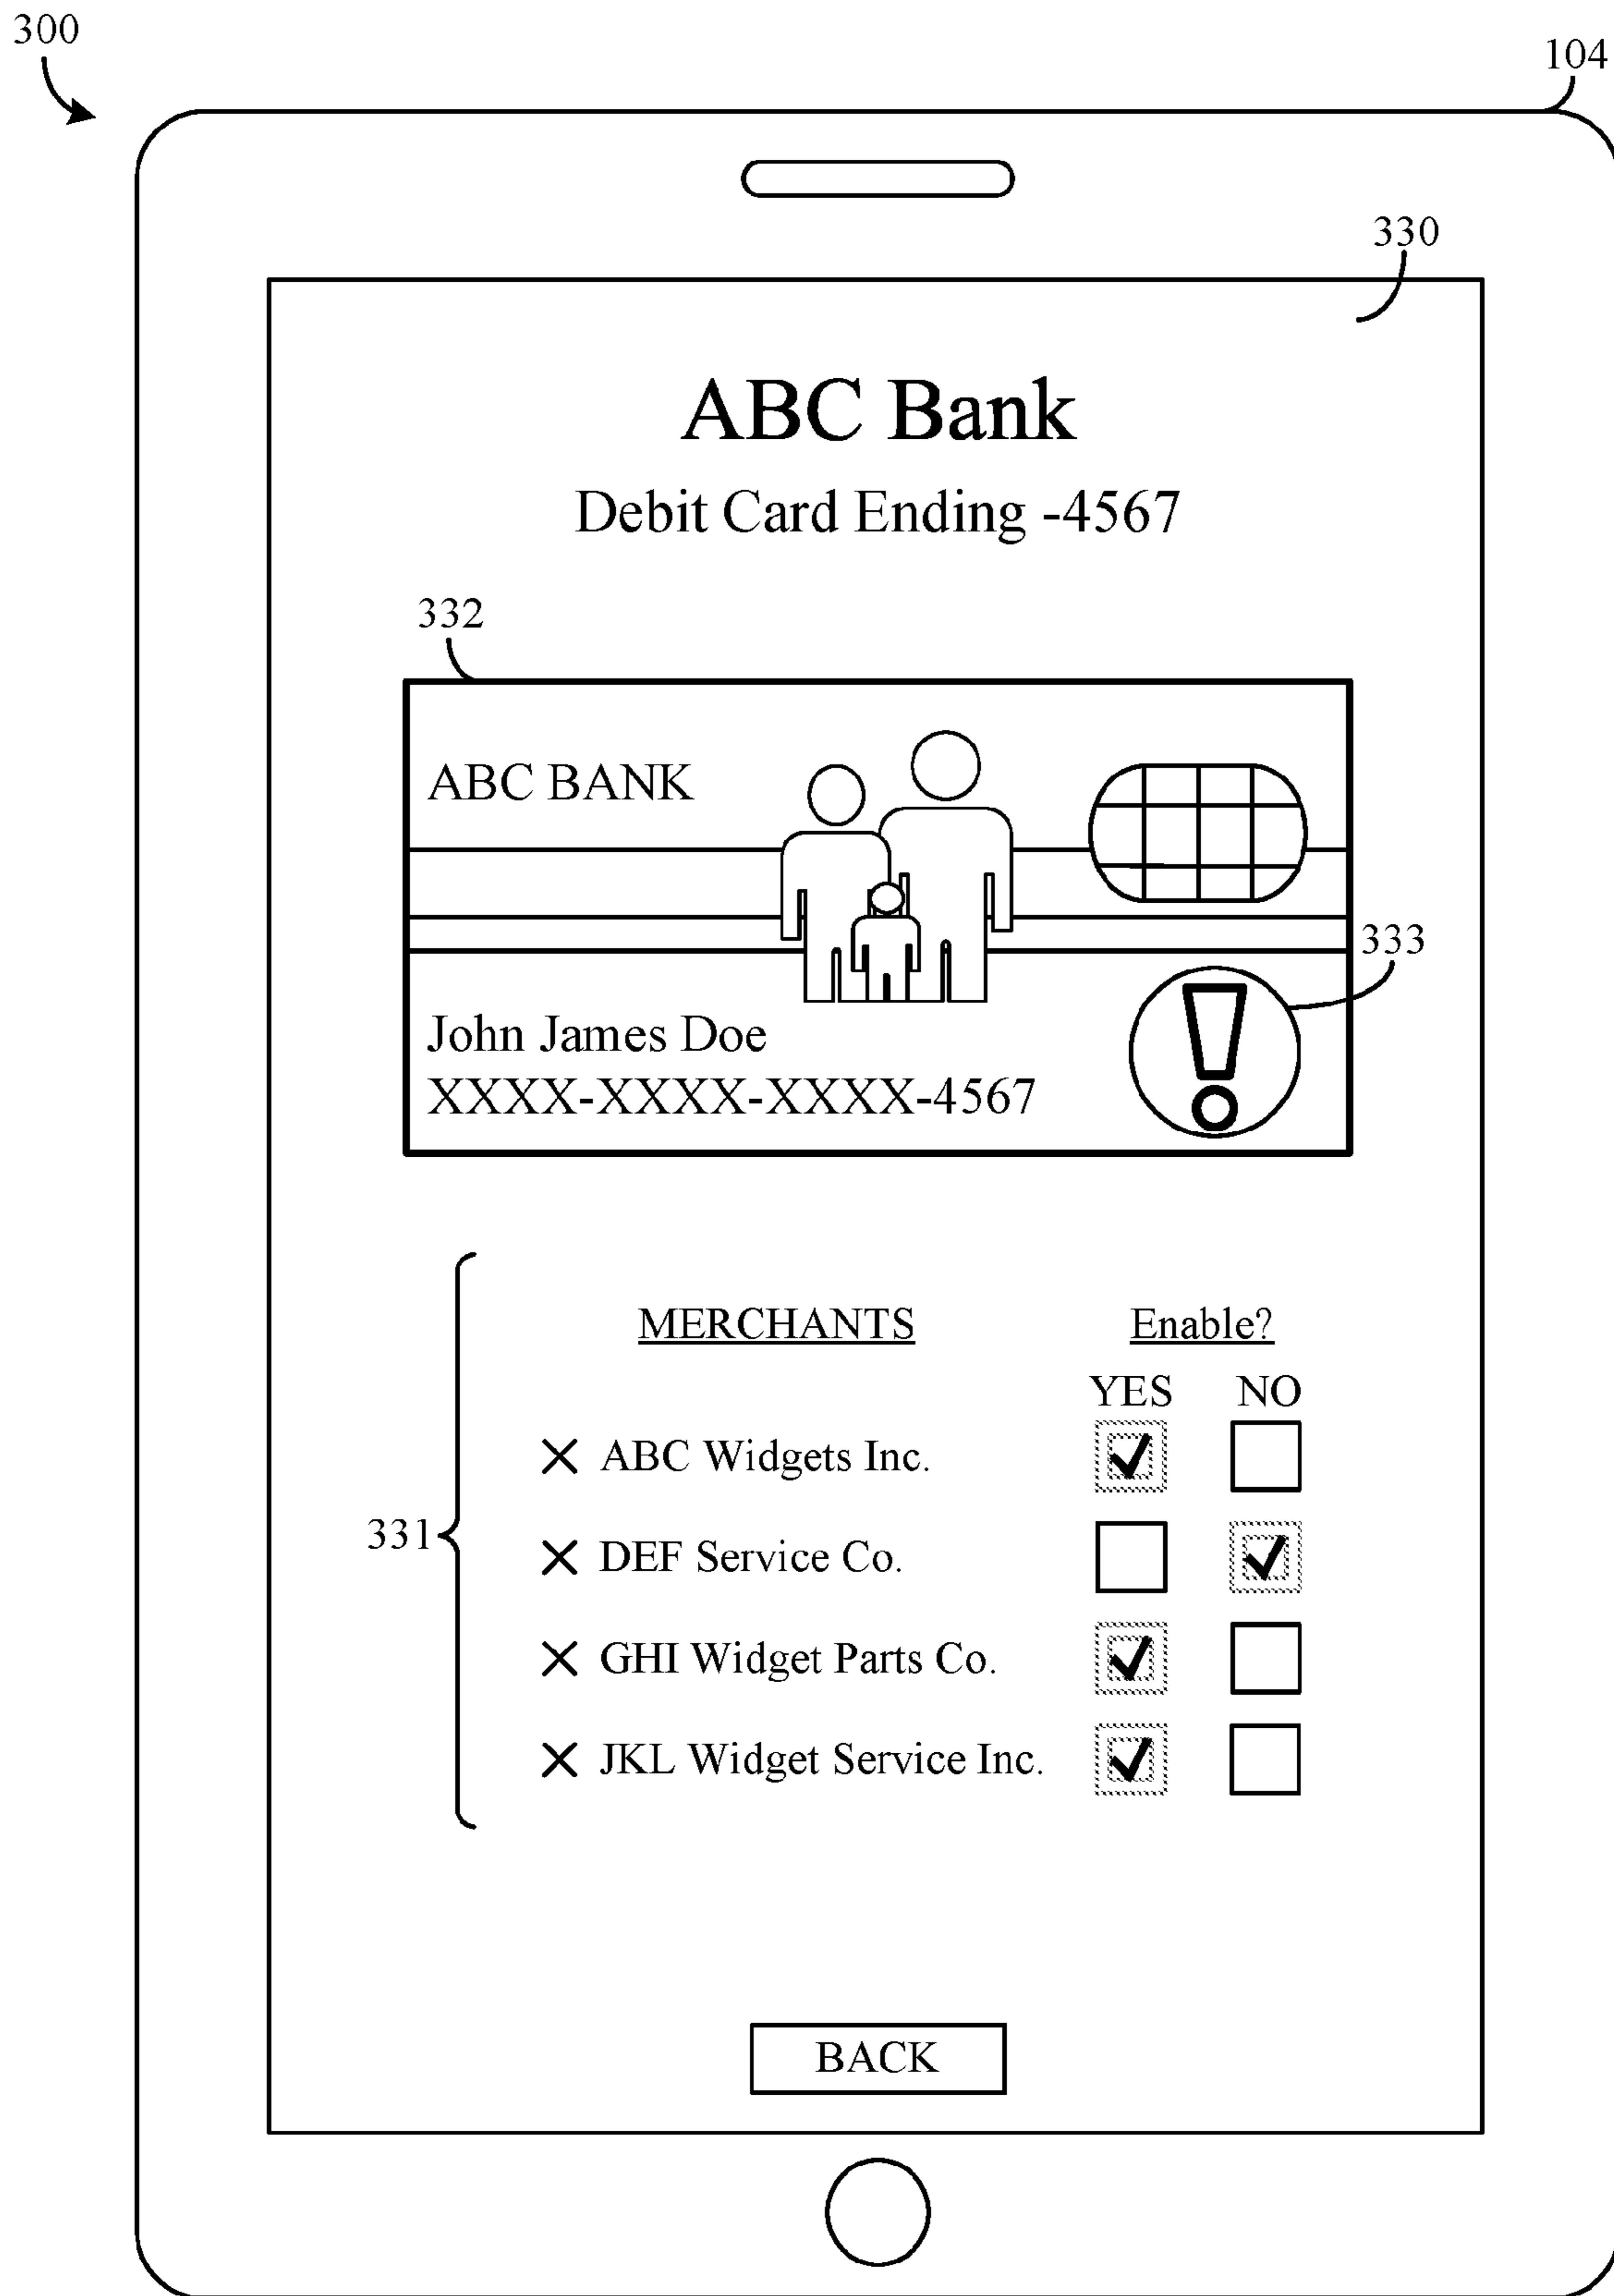 300
104
330
ABC Bank
Debit Card Ending -4567
332
ABC BANK
333
John James Doe
XXXX-XXXX-XXXX-4567
MERCHANTS Enable?
YES NO
ABC Widgets Inc.
331
DEF Service Co.
GHI Widget Parts Co.
JKL Widget Service Inc.
BACK